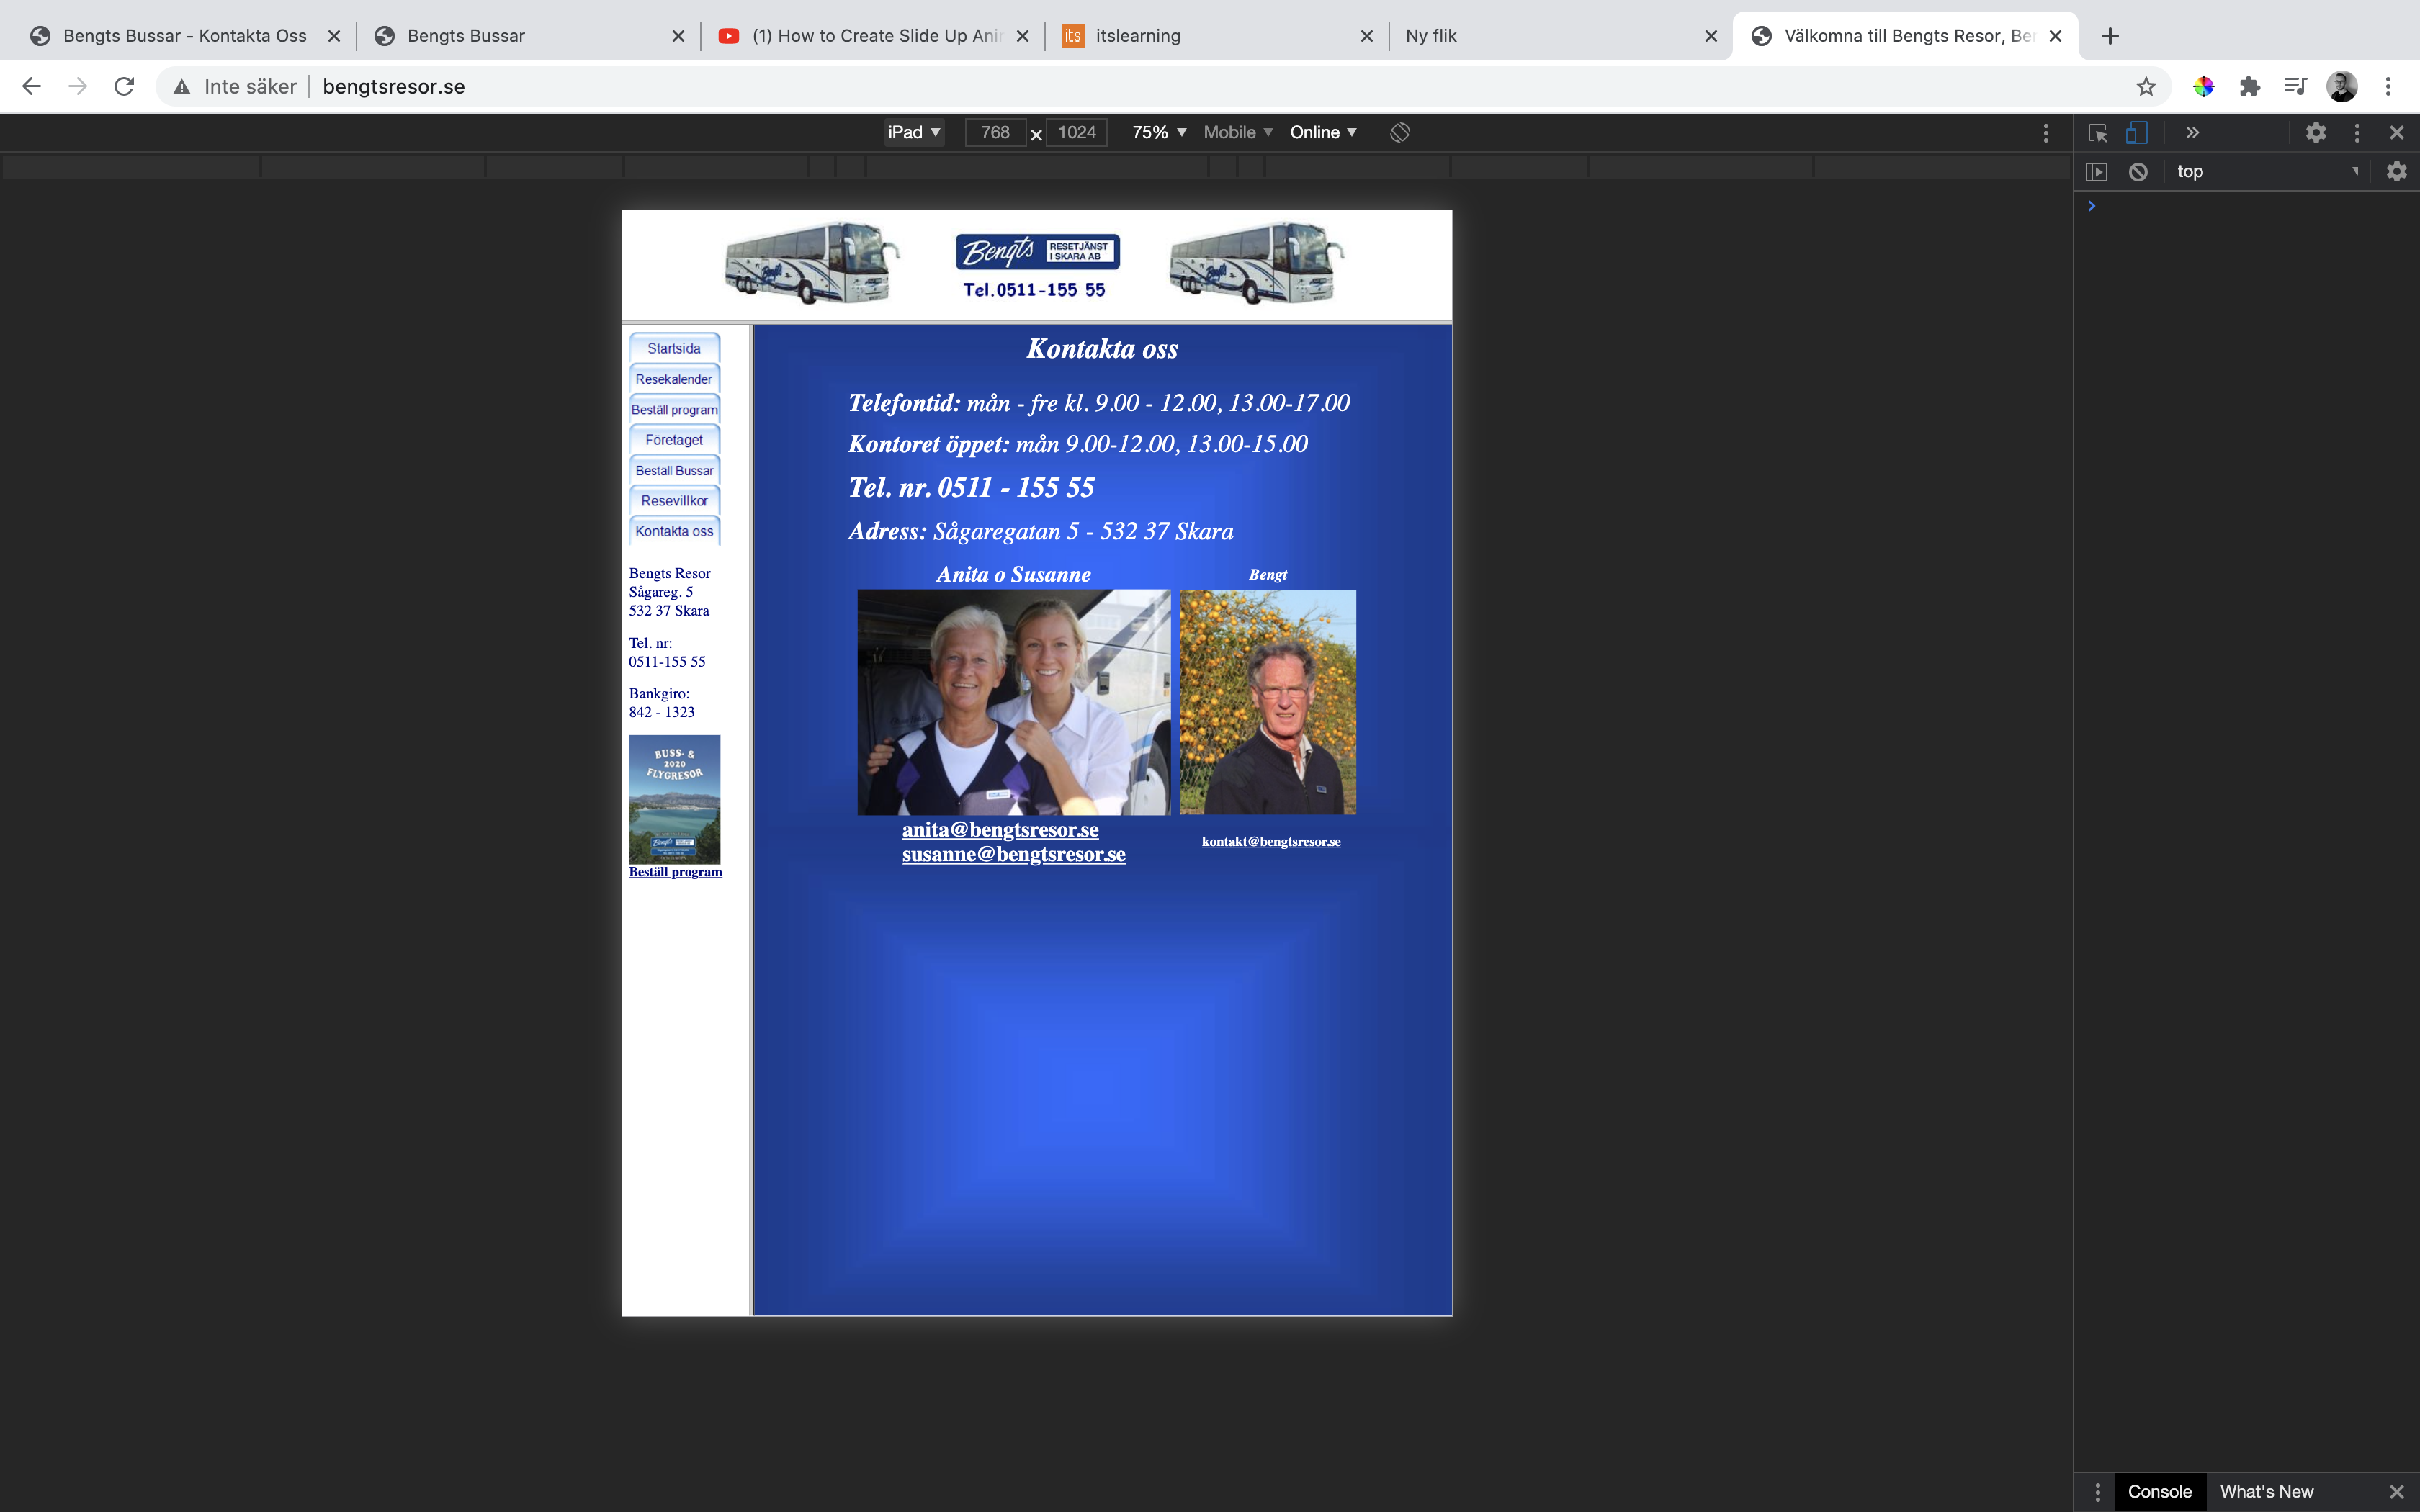 Bengts Bussar - Kontakta Oss
Bengts Bussar
(1) How to Create Slide Up Anir
itslearning
Ny flik
Välkomna till Bengts Resor, Ber
Inte säker
bengtsresor.se
iPad
768 × 1024
75%
Mobile
Online
top
Bengts RESETJÄNST
I SKARA AB
Tel.0511-155 55
Startsida
Resekalender
Beställ program
Företaget
Beställ Bussar
Resevillkor
Kontakta oss
Bengts Resor
Sågareg. 5
532 37 Skara
Tel. nr:
0511-155 55
Bankgiro:
842 - 1323
BUSS- &
2020
FLYGRESOR
Beställ program
Kontakta oss
Telefontid: mån - fre kl. 9.00 - 12.00, 13.00-17.00
Kontoret öppet: mån 9.00-12.00, 13.00-15.00
Tel. nr. 0511 - 155 55
Adress: Sågaregatan 5 - 532 37 Skara
Anita o Susanne
Bengt
anita@bengtsresor.se
susanne@bengtsresor.se
kontakt@bengtsresor.se
Console
What's New